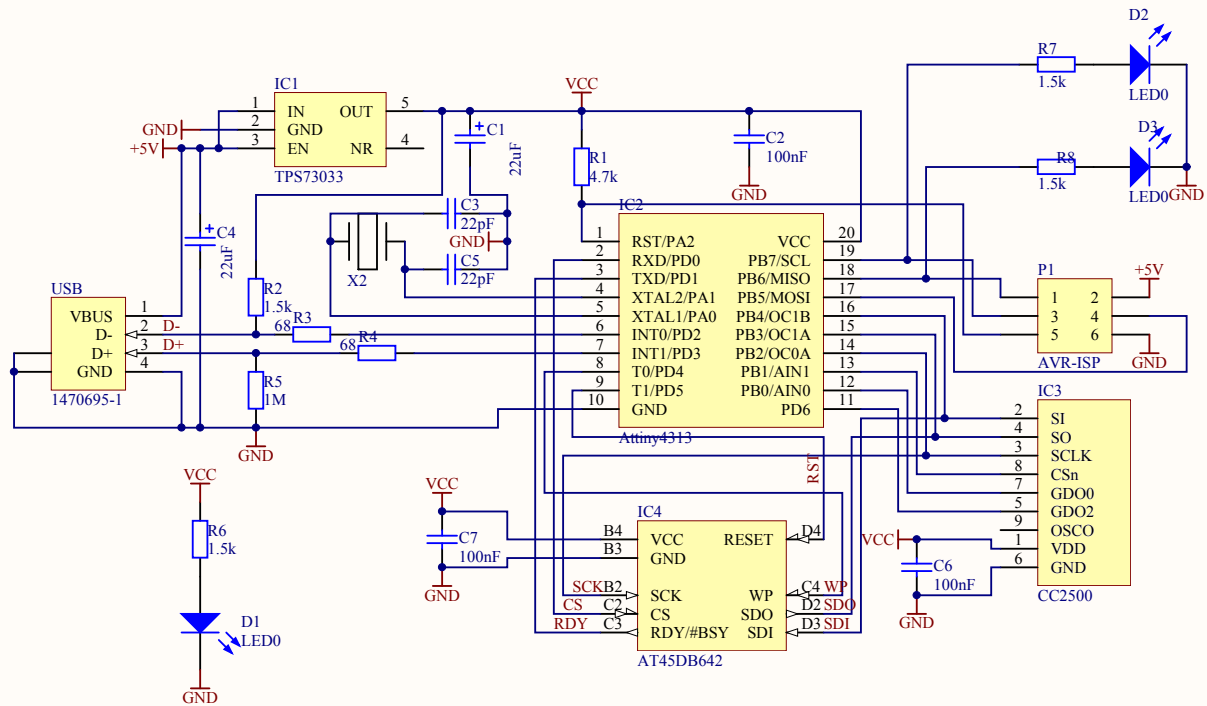 D2
R7
1.5k
LED0
D3
R8
1.5k
LED0
GND
IC1
1 IN OUT 5
GND 2 GND
+5V 3 EN NR 4
TPS73033
C1
22uF
VCC
R1
4.7k
C2
100nF
GND
C4
22uF
C3
22pF
GND
C5
22pF
X2
IC2
1 RST/PA2 VCC 20
2 RXD/PD0 PB7/SCL 19
3 TXD/PD1 PB6/MISO 18
4 XTAL2/PA1 PB5/MOSI 17
5 XTAL1/PA0 PB4/OC1B 16
6 INT0/PD2 PB3/OC1A 15
7 INT1/PD3 PB2/OC0A 14
8 T0/PD4 PB1/AIN1 13
9 T1/PD5 PB0/AIN0 12
10 GND PD6 11
Attiny4313
P1
+5V
1 2
3 4
5 6
AVR-ISP
GND
USB
VBUS 1
D- 2 D-
D+ 3 D+
GND 4
1470695-1
R2
1.5k
R3
68
R4
68
R5
1M
GND
IC3
2 SI
4 SO
3 SCLK
8 CSn
7 GDO0
5 GDO2
9 OSCO
1 VDD
6 GND
CC2500
VCC
C6
100nF
GND
VCC
R6
1.5k
D1
LED0
GND
VCC
C7
100nF
GND
RST
IC4
B4 VCC RESET D4
B3 GND
SCK B2 SCK WP C4 WP
CS C2 CS SDO D2 SDO
RDY C3 RDY/#BSY SDI D3 SDI
AT45DB642